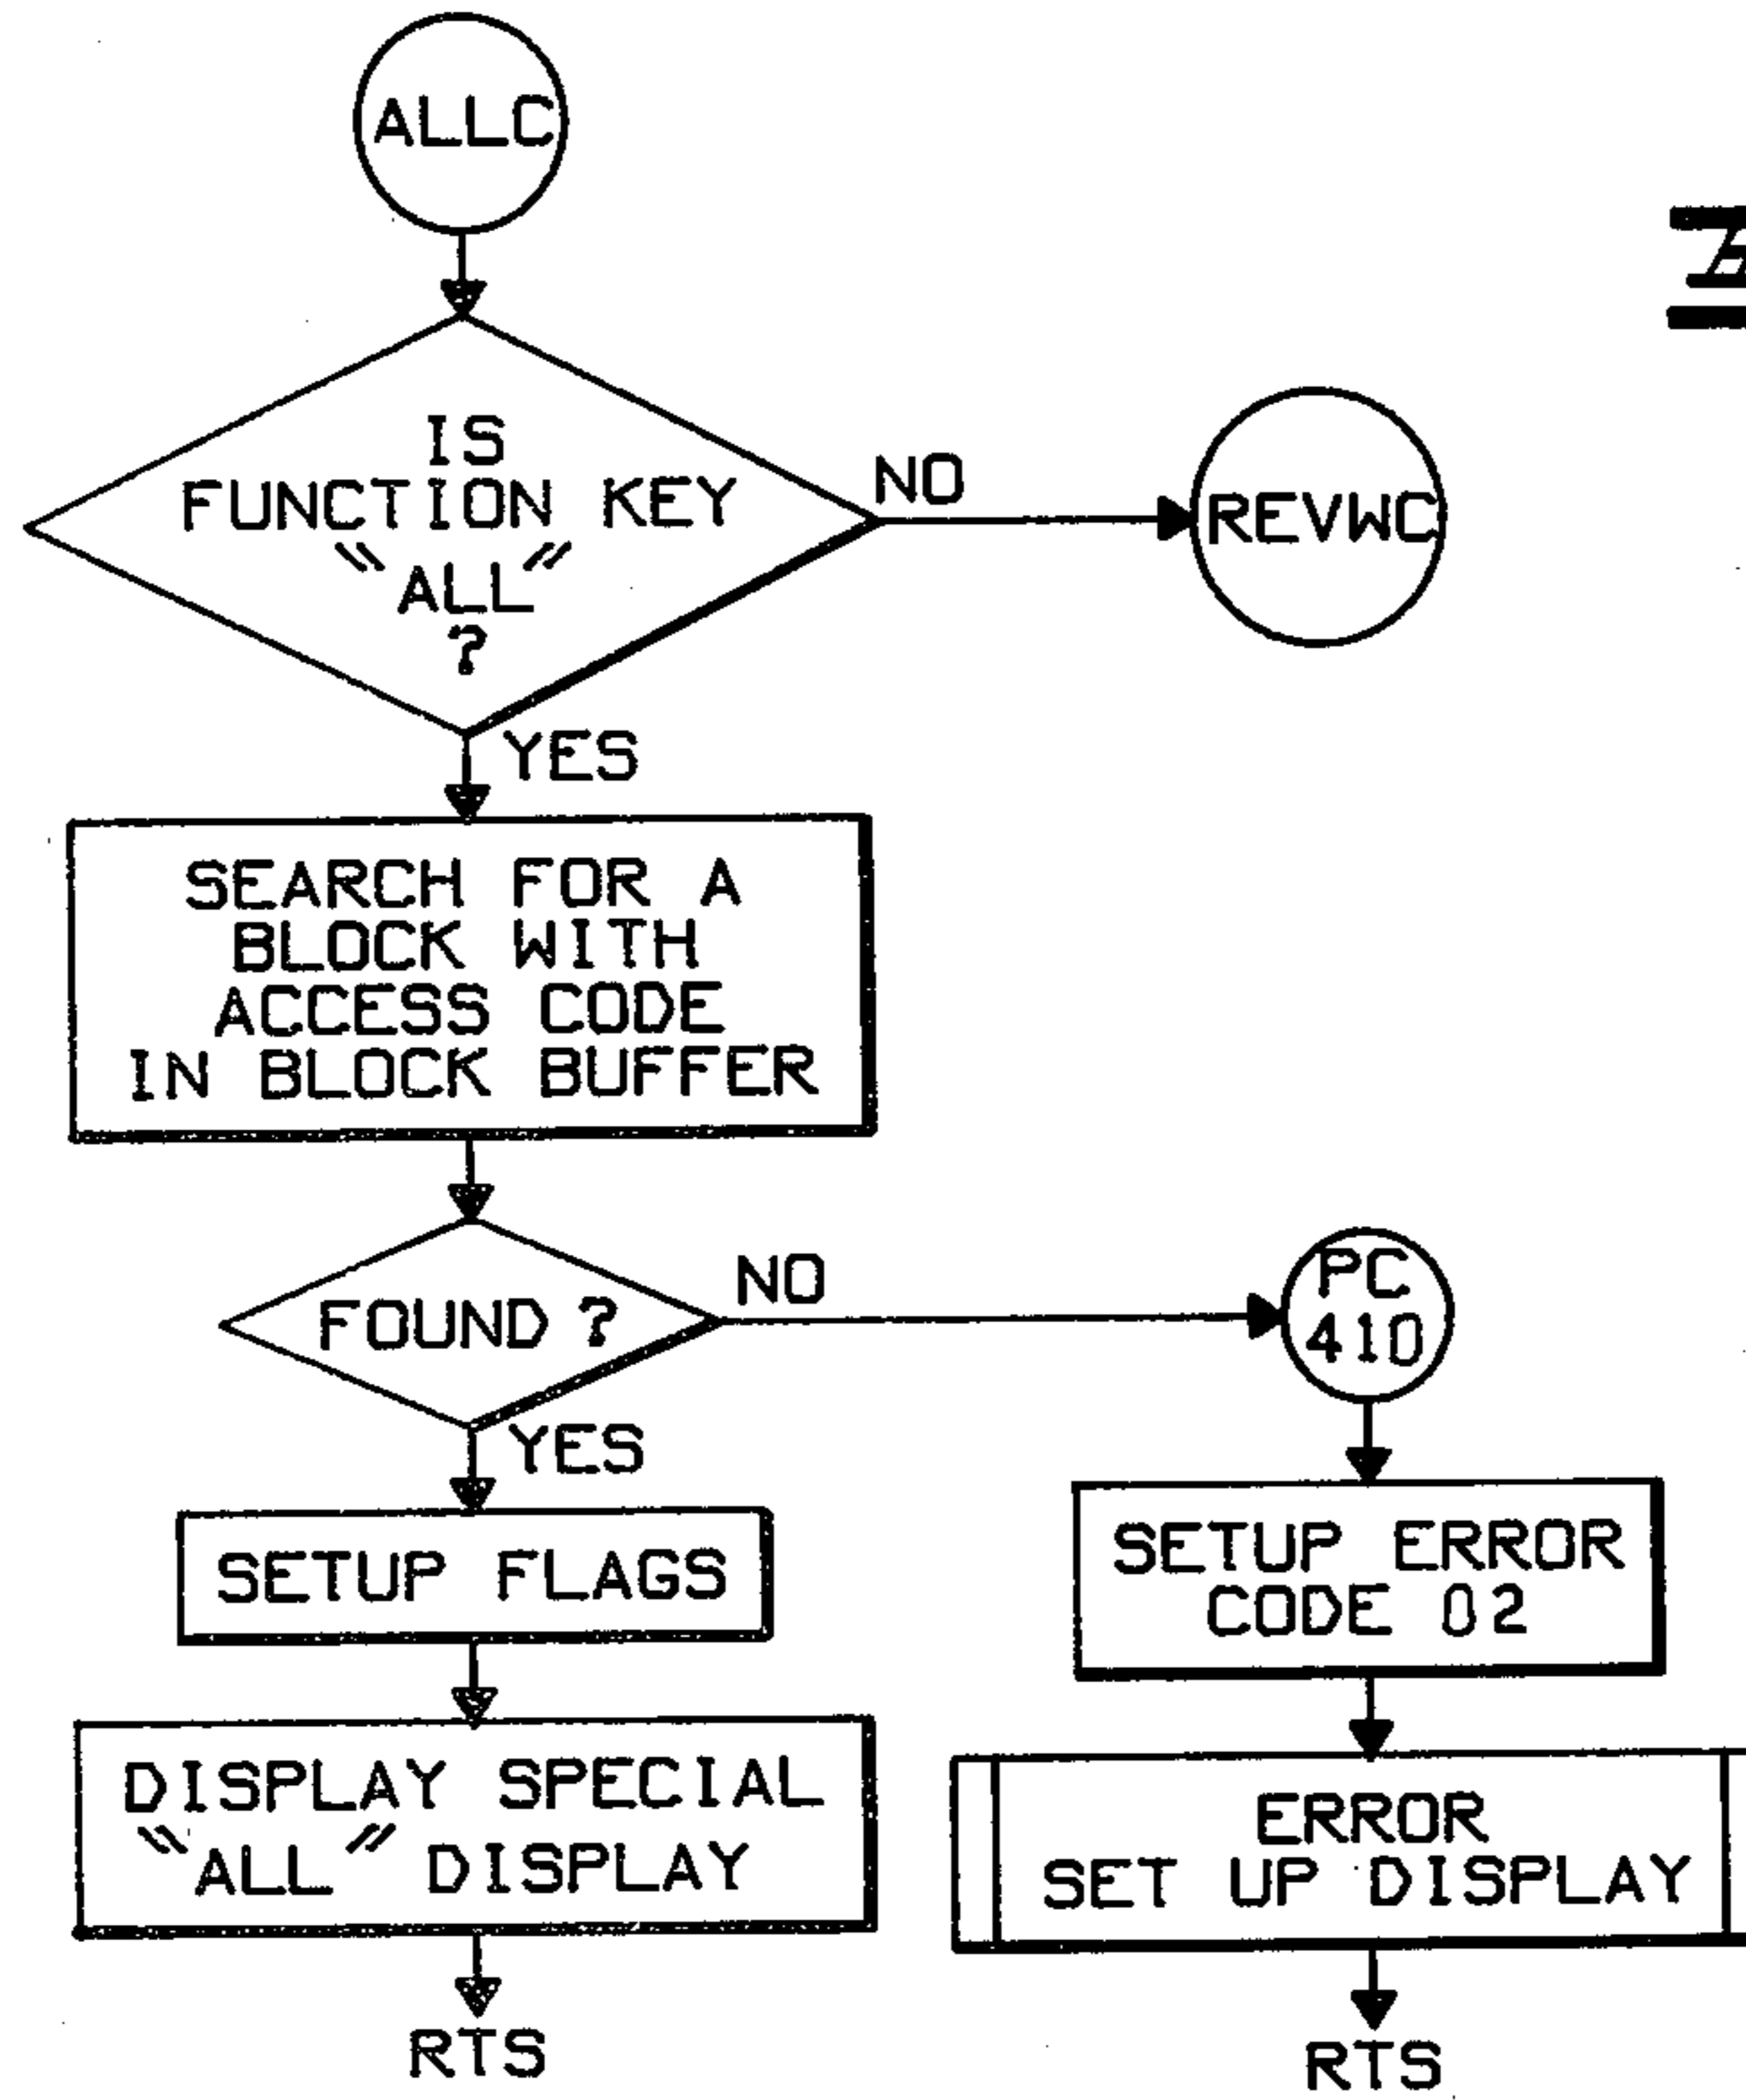 ALLC
IS
FUNCTION KEY
"ALL"
?
NO
REVWC
YES
SEARCH FOR A
BLOCK WITH
ACCESS CODE
IN BLOCK BUFFER
FOUND ?
NO
PC
410
YES
SETUP FLAGS
SETUP ERROR
CODE 02
DISPLAY SPECIAL
"ALL" DISPLAY
ERROR
SET UP DISPLAY
RTS
RTS